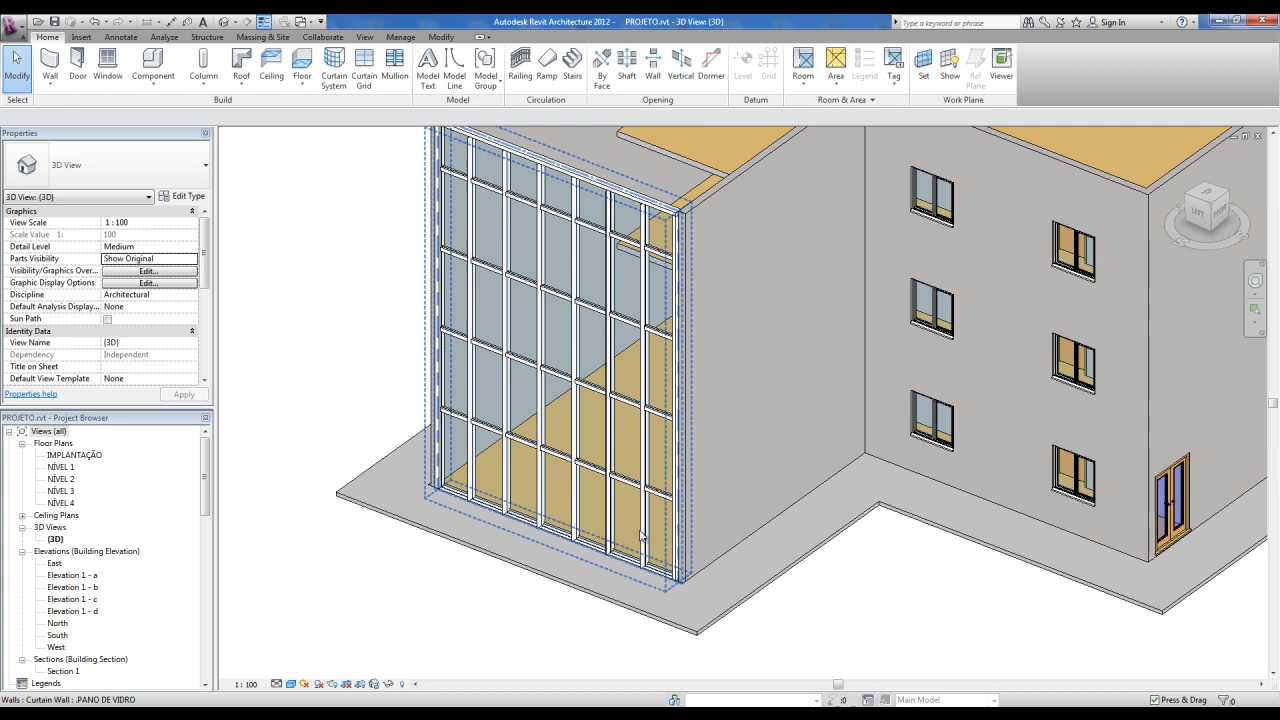 Autodesk Revit Architecture 2012 - PROJETO.rvt - 3D View: {3D}
Type a keyword or phrase
Sign In
Home Insert Annotate Analyze Structure Massing & Site Collaborate View Manage Modify
Modify Wall Door Window Component Column Roof Ceiling Floor Curtain System Curtain Grid Mullion Model Text Model Line Model Group Railing Ramp Stairs By Face Shaft Wall Vertical Dormer Level Grid Room Area Legend Tag Set Show Ref Plane Viewer
Select Build Model Circulation Opening Datum Room & Area Work Plane
Properties
3D View
3D View: {3D} Edit Type
Graphics
View Scale 1 : 100
Scale Value 1: 100
Detail Level Medium
Parts Visibility Show Original
Visibility/Graphics Over... Edit...
Graphic Display Options Edit...
Discipline Architectural
Default Analysis Display... None
Sun Path
Identity Data
View Name {3D}
Dependency Independent
Title on Sheet
Default View Template None
Properties help Apply
PROJETO.rvt - Project Browser
Views (all)
Floor Plans
IMPLANTAÇÃO
NÍVEL 1
NÍVEL 2
NÍVEL 3
NÍVEL 4
Ceiling Plans
3D Views
{3D}
Elevations (Building Elevation)
East
Elevation 1 - a
Elevation 1 - b
Elevation 1 - c
Elevation 1 - d
North
South
West
Sections (Building Section)
Section 1
Legends
LEFT
1 : 100
Walls : Curtain Wall : .PANO DE VIDRO
:0 Main Model Press & Drag :0